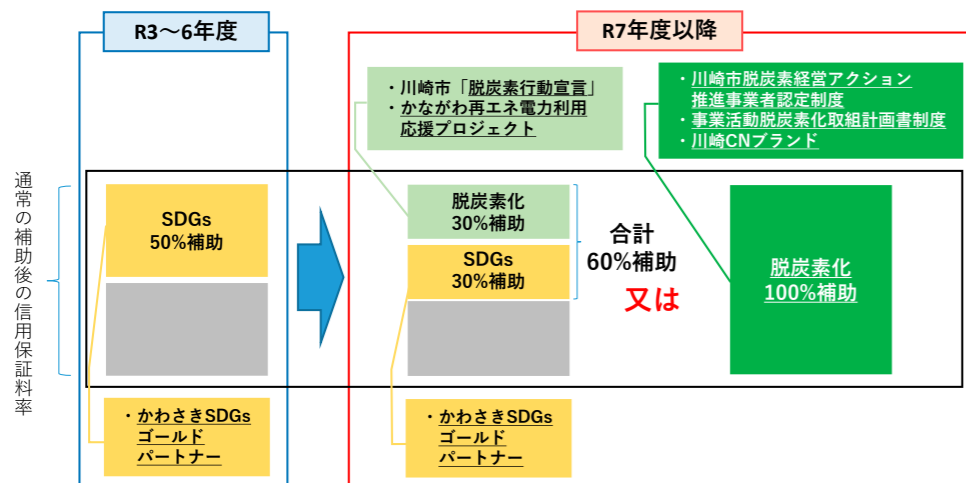 R3～6年度
R7年度以降
・川崎市「脱炭素行動宣言」
・かながわ再エネ電力利用
応援プロジェクト
・川崎市脱炭素経営アクション
推進事業者認定制度
・事業活動脱炭素化取組計画書制度
・川崎CNブランド
通常の補助後の信用保証料率
SDGs
50%補助
脱炭素化
30%補助
SDGs
30%補助
合計
60%補助
又は
脱炭素化
100%補助
・かわさきSDGs
ゴールド
パートナー
・かわさきSDGs
ゴールド
パートナー